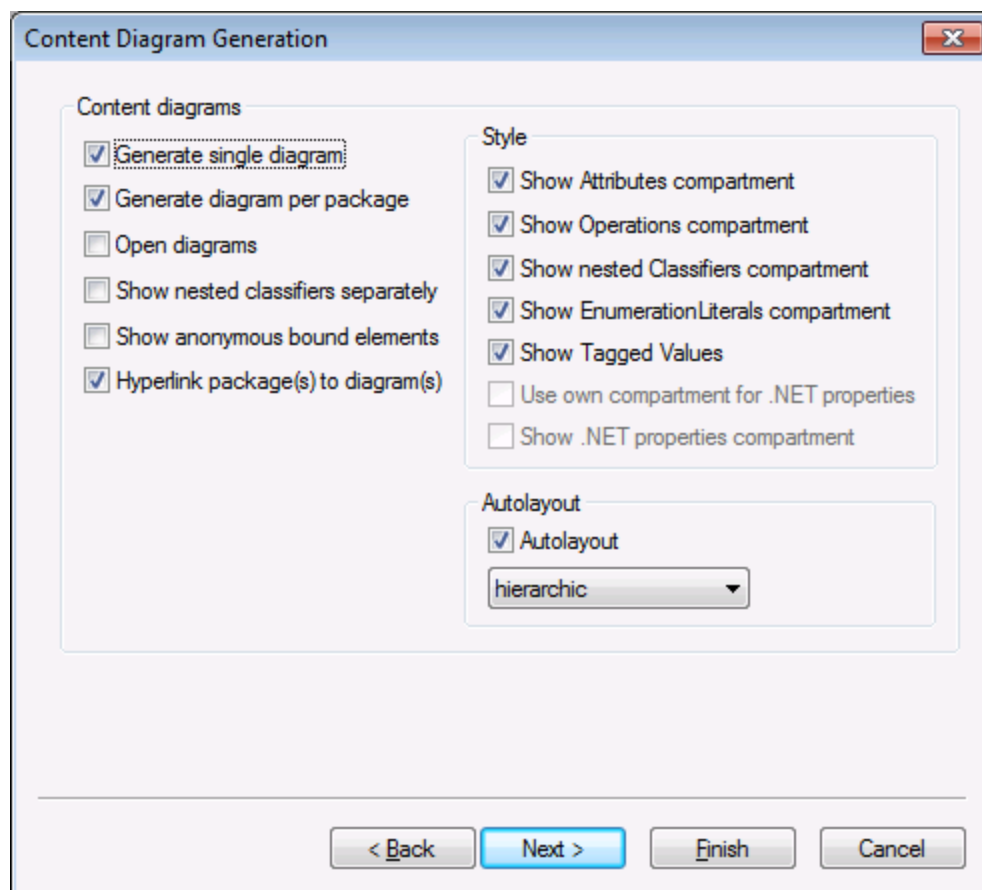 Content Diagram Generation
Content diagrams
Generate single diagram
Generate diagram per package
Open diagrams
Show nested classifiers separately
Show anonymous bound elements
Hyperlink package(s) to diagram(s)
Style
Show Attributes compartment
Show Operations compartment
Show nested Classifiers compartment
Show EnumerationLiterals compartment
Show Tagged Values
Use own compartment for .NET properties
Show .NET properties compartment
Autolayout
Autolayout
hierarchic
< Back
Next >
Finish
Cancel